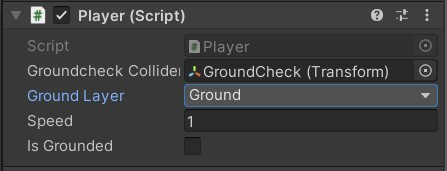 Player (Script)
Script Player
Groundcheck Collider GroundCheck (Transform)
Ground Layer Ground
Speed 1
Is Grounded